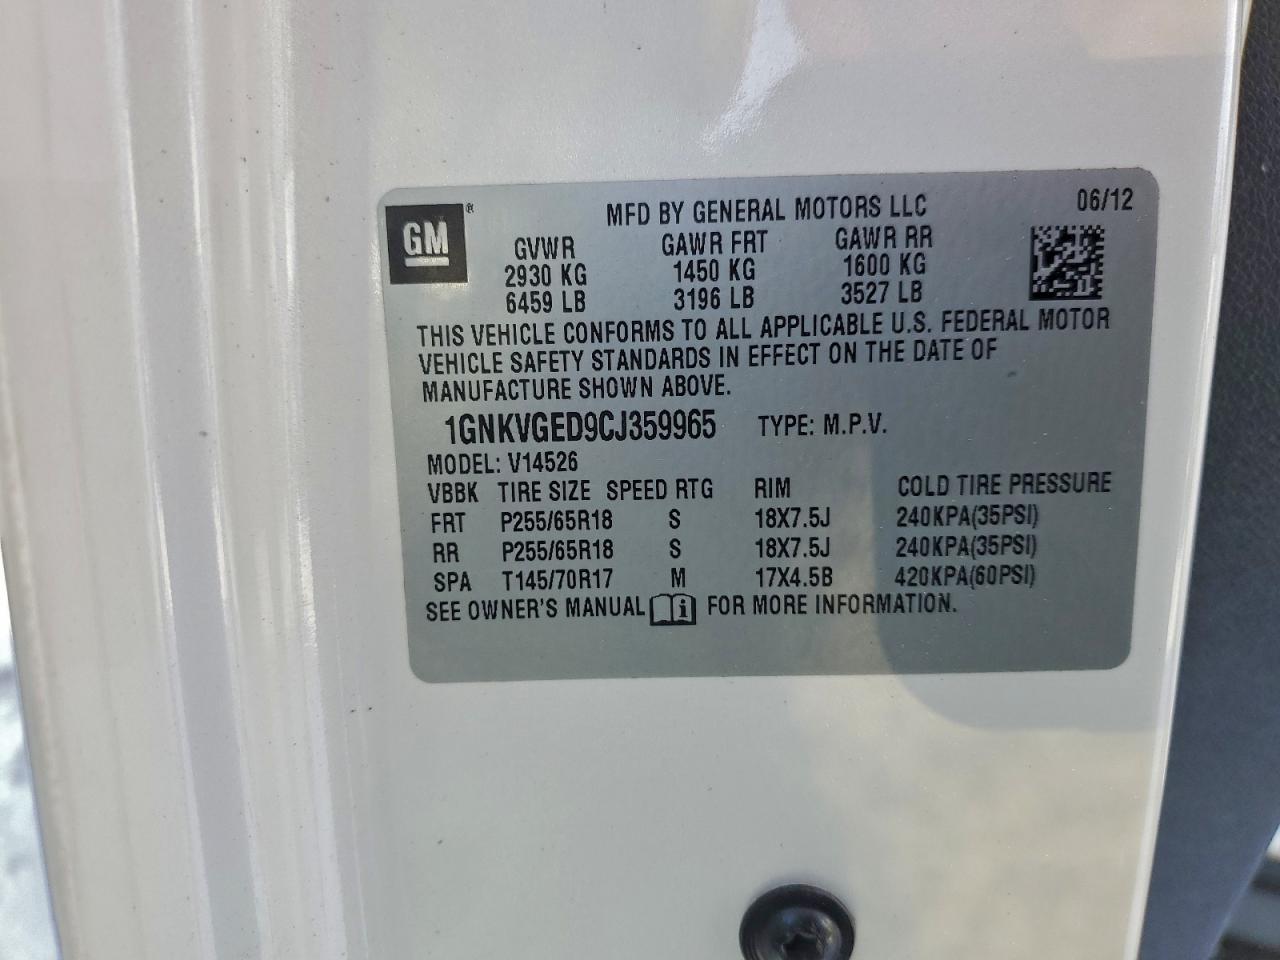 GM®
MFD BY GENERAL MOTORS LLC 06/12
GVWR GAWR FRT GAWR RR
2930 KG 1450 KG 1600 KG
6459 LB 3196 LB 3527 LB
THIS VEHICLE CONFORMS TO ALL APPLICABLE U.S. FEDERAL MOTOR
VEHICLE SAFETY STANDARDS IN EFFECT ON THE DATE OF
MANUFACTURE SHOWN ABOVE.
1GNKVGED9CJ359965 TYPE: M.P.V.
MODEL: V14526
VBBK TIRE SIZE SPEED RTG RIM COLD TIRE PRESSURE
FRT P255/65R18 S 18X7.5J 240KPA(35PSI)
RR P255/65R18 S 18X7.5J 240KPA(35PSI)
SPA T145/70R17 M 17X4.5B 420KPA(60PSI)
SEE OWNER'S MANUAL i FOR MORE INFORMATION.